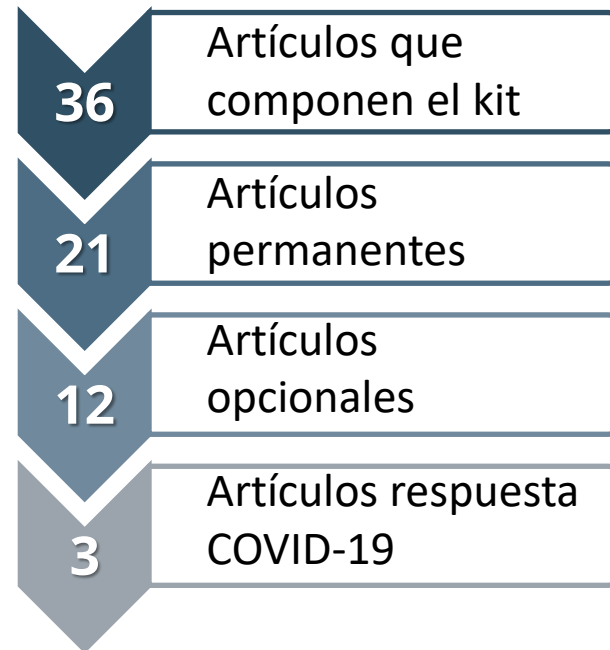 36
Artículos que
componen el kit
21
Artículos
permanentes
12
Artículos
opcionales
3
Artículos respuesta
COVID-19